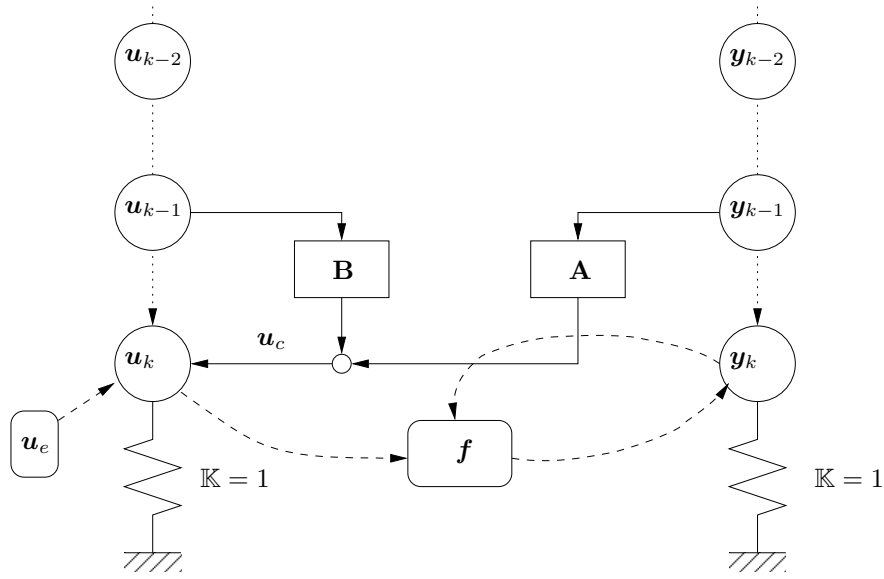 u_{k−2} y_{k−2}
u_{k−1} y_{k−1}
B A
u_c
u_k y_k
u_e f
𝕂 = 1 𝕂 = 1